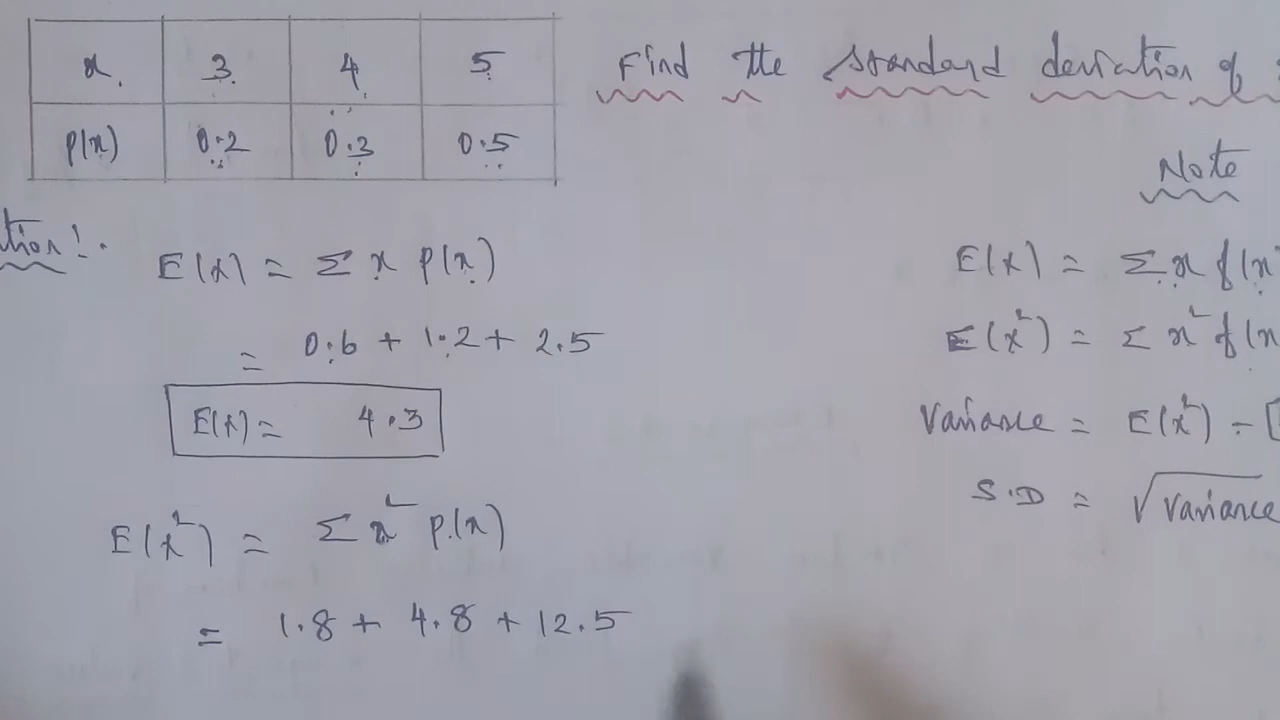 x 3 4 5
p(x) 0.2 0.3 0.5
Find the standard deviation of
Note
tion:-
E(x) = Σ x p(x)
= 0.6 + 1.2 + 2.5
E(x) = 4.3
E(x²) = Σ x² p(x)
= 1.8 + 4.8 + 12.5
E(x) = Σ x f(x
E(x²) = Σ x² f(x
Variance = E(x²) - [
S.D = √Variance